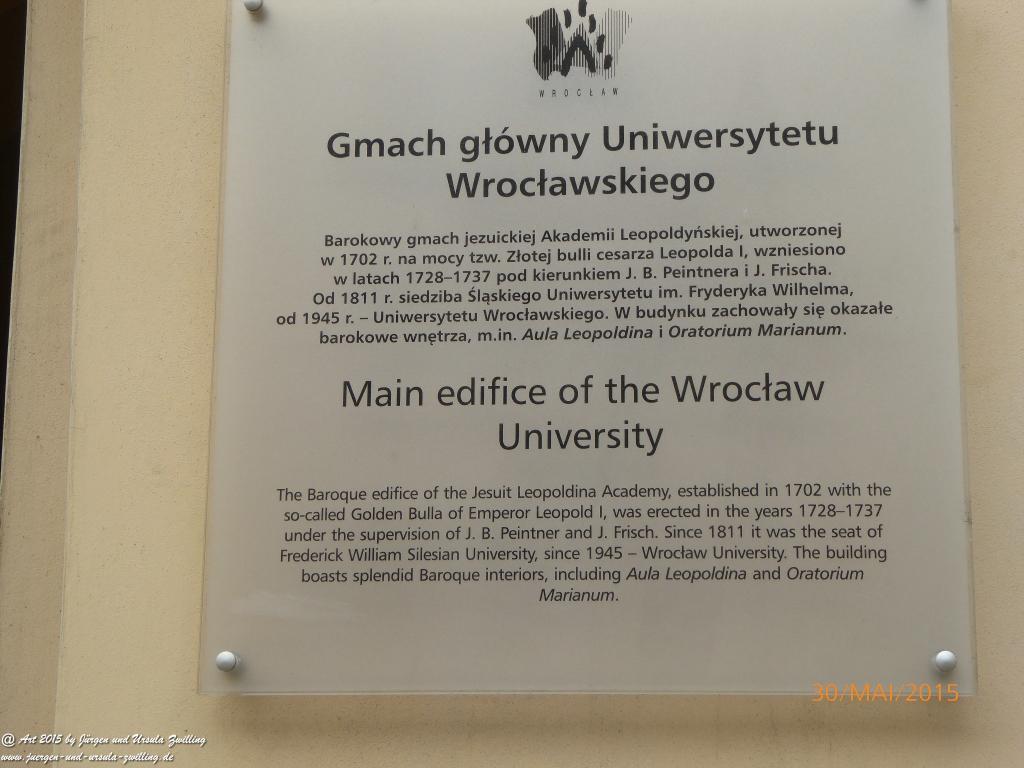 WROCŁAW
Gmach główny Uniwersytetu
Wrocławskiego
Barokowy gmach jezuickiej Akademii Leopoldyńskiej, utworzonej
w 1702 r. na mocy tzw. Złotej bulli cesarza Leopolda I, wzniesiono
w latach 1728–1737 pod kierunkiem J. B. Peintnera i J. Frischa.
Od 1811 r. siedziba Śląskiego Uniwersytetu im. Fryderyka Wilhelma,
od 1945 r. – Uniwersytetu Wrocławskiego. W budynku zachowały się okazałe
barokowe wnętrza, m.in. Aula Leopoldina i Oratorium Marianum.
Main edifice of the Wrocław
University
The Baroque edifice of the Jesuit Leopoldina Academy, established in 1702 with the
so-called Golden Bulla of Emperor Leopold I, was erected in the years 1728–1737
under the supervision of J. B. Peintner and J. Frisch. Since 1811 it was the seat of
Frederick William Silesian University, since 1945 – Wrocław University. The building
boasts splendid Baroque interiors, including Aula Leopoldina and Oratorium
Marianum.
30/MAI/2015
@ Art 2015 by Jürgen und Ursula Zwilling
www.juergen-und-ursula-zwilling.de